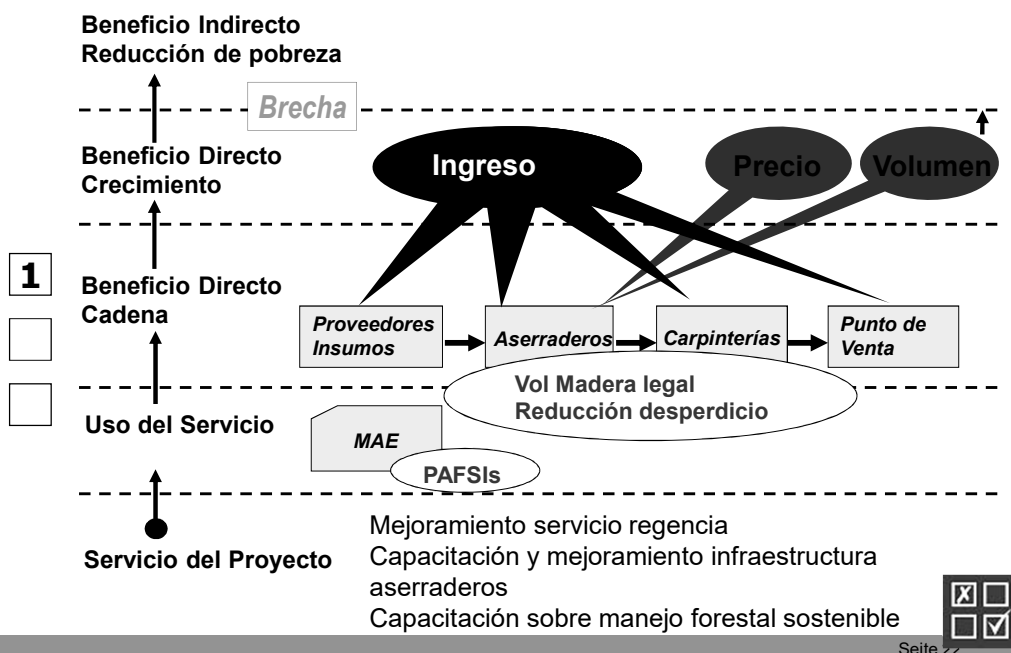 Beneficio Indirecto
Reducción de pobreza
Brecha
Beneficio Directo
Crecimiento
Ingreso
Precio
Volumen
1
Beneficio Directo
Cadena
Proveedores
Insumos
Aserraderos
Carpinterías
Punto de
Venta
Vol Madera legal
Reducción desperdicio
Uso del Servicio
MAE
PAFSIs
Servicio del Proyecto
Mejoramiento servicio regencia
Capacitación y mejoramiento infraestructura
aserraderos
Capacitación sobre manejo forestal sostenible
Seite 22